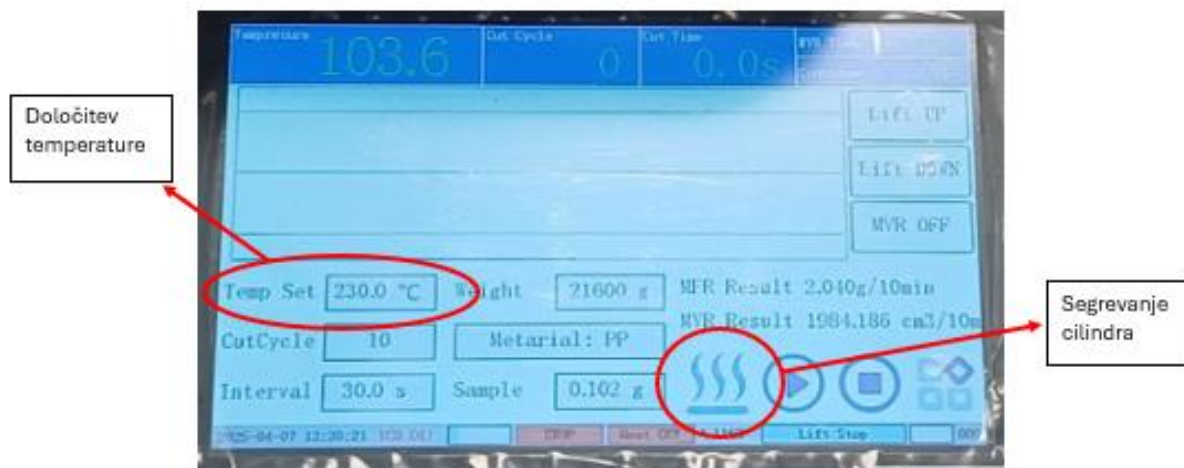 Določitev
temperature
Tempreture 103.6
Cut Cycle 0
Cut Time 0.0s
Lift UP
Lift DOWN
MVR OFF
Temp Set 230.0 °C Weight 21600 g MFR Result 2.040g/10min
MVR Result 1984.186 cm3/10m
CutCycle 10 Metarial: PP
Interval 30.0 s Sample 0.102 g
Lift Stop
Segrevanje
cilindra